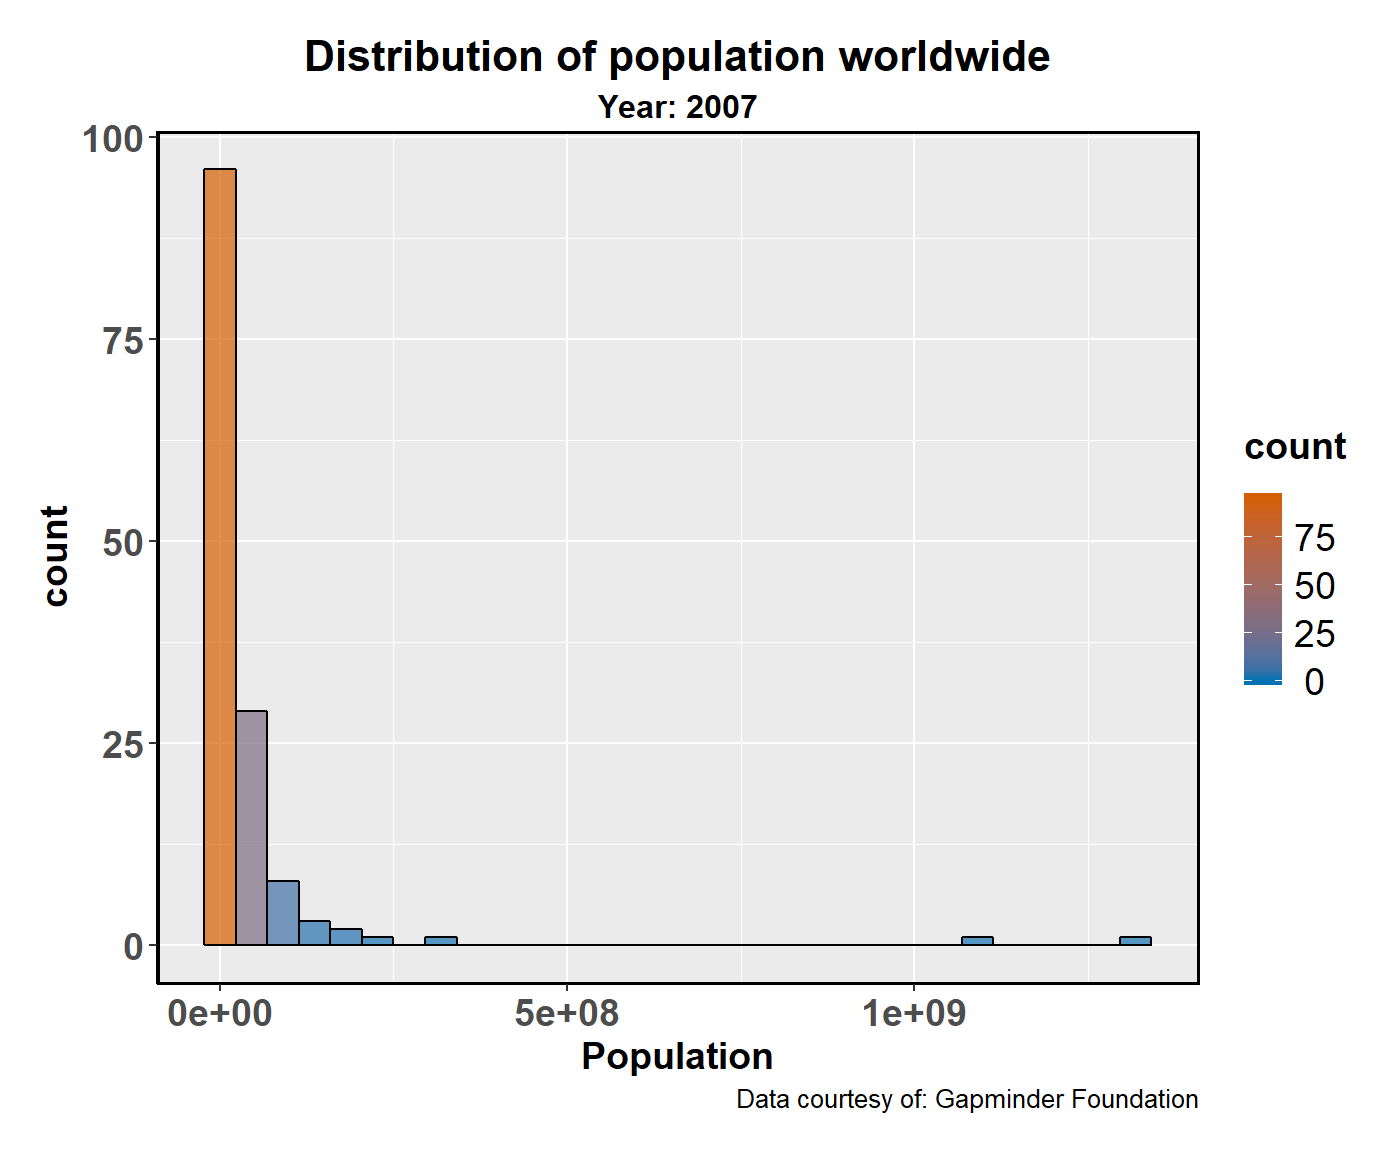 Distribution of population worldwide
Year: 2007
100
75
50
25
0
count
0e+00 5e+08 1e+09
Population
Data courtesy of: Gapminder Foundation
count
75
50
25
0